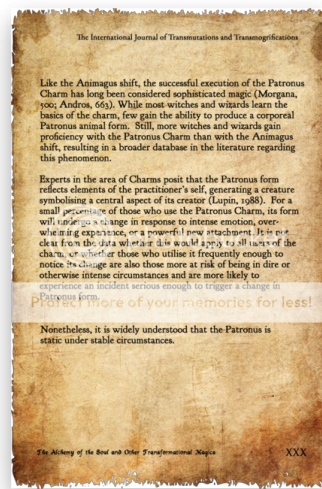 The International Journal of Transmutations and Transmogrifications
Like the Animagus shift, the successful execution of the Patronus
Charm has long been considered sophisticated magic (Morgana,
500; Andros, 663). While most witches and wizards learn the
basics of the charm, few gain the ability to produce a corporeal
Patronus animal form. Still, more witches and wizards gain
proficiency with the Patronus Charm than with the Animagus
shift, resulting in a broader database in the literature regarding
this phenomenon.
Experts in the area of Charms posit that the Patronus form
reflects elements of the practitioner's self, generating a creature
symbolising a central aspect of its creator (Lupin, 1988). For a
small percentage of those who use the Patronus Charm, its form
will undergo a change in response to intense emotion, over-
whelming experience, or a powerful new attachment. It is not
clear from the data whether this would apply to all users of the
charm, or whether those who utilise it frequently enough to
notice its change are also those more at risk of being in dire or
otherwise intense circumstances and are more likely to
experience an incident serious enough to trigger a change in
Patronus form.
Protect more of your memories for less!
Nonetheless, it is widely understood that the Patronus is
static under stable circumstances.
The Alchemy of the Soul and Other Transformational Magics
XXX